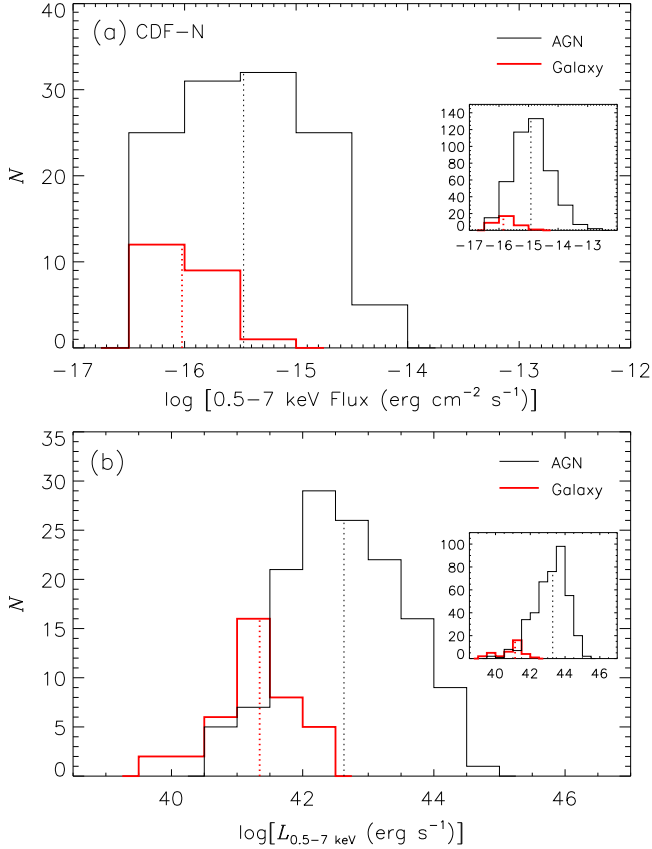 (a) CDF−N
AGN
Galaxy
40
30
20
10
0
N
140
120
100
80
60
40
20
0
−17 −16 −15 −14 −13
−17 −16 −15 −14 −13 −12
log [0.5−7 keV Flux (erg cm⁻² s⁻¹)]
(b)
AGN
Galaxy
35
30
25
20
15
10
5
0
N
100
80
60
40
20
0
40 42 44 46
40 42 44 46
log[L₀.₅₋₇ keV (erg s⁻¹)]